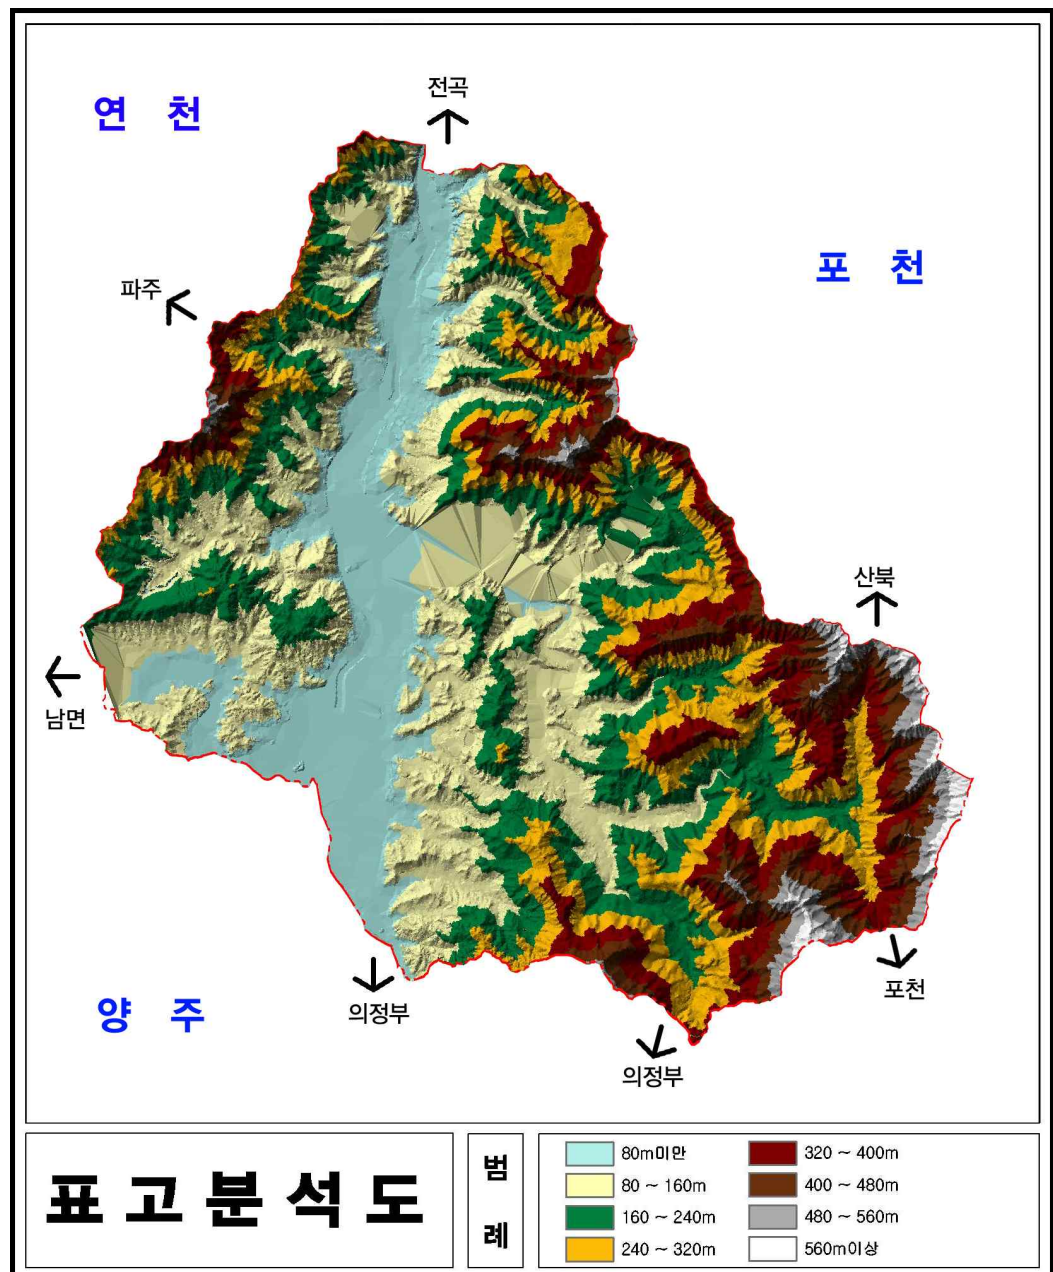 전곡
연 천
포 천
파주
산북
남면
포천
양 주
의정부
의정부
표고분석도
범
례
80m미만
80 ~ 160m
160 ~ 240m
240 ~ 320m
320 ~ 400m
400 ~ 480m
480 ~ 560m
560m이상